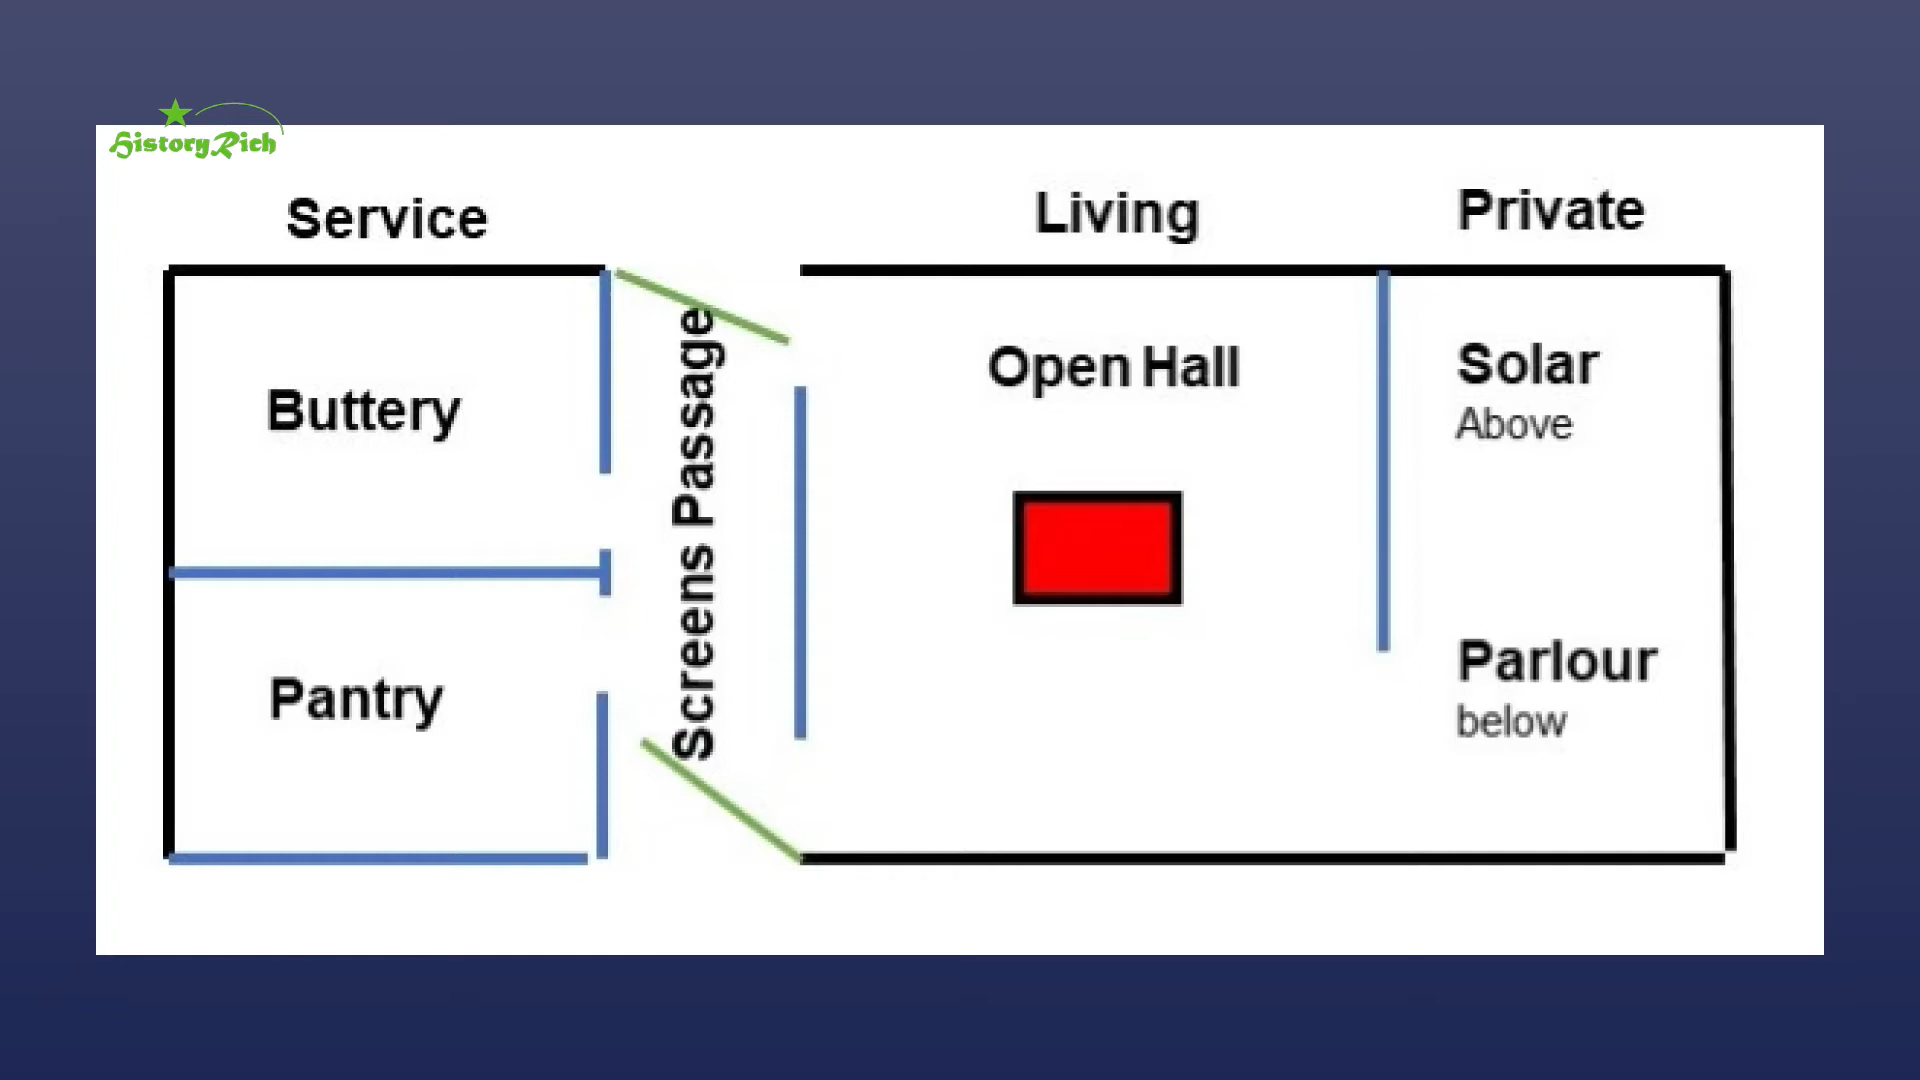 HistoryRich
Service
Living
Private
Buttery
Screens Passage
Open Hall
Solar
Above
Pantry
Parlour
below